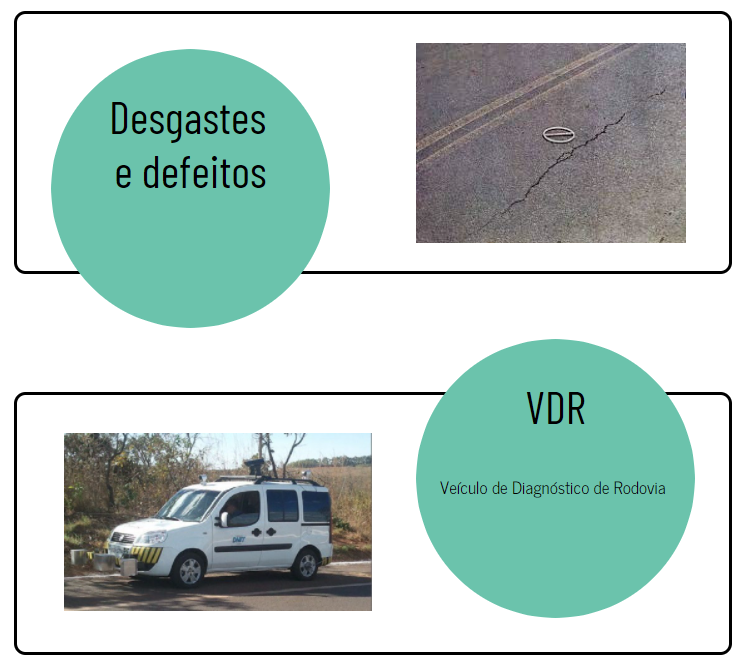 Desgastes
e defeitos
VDR
Veículo de Diagnóstico de Rodovia